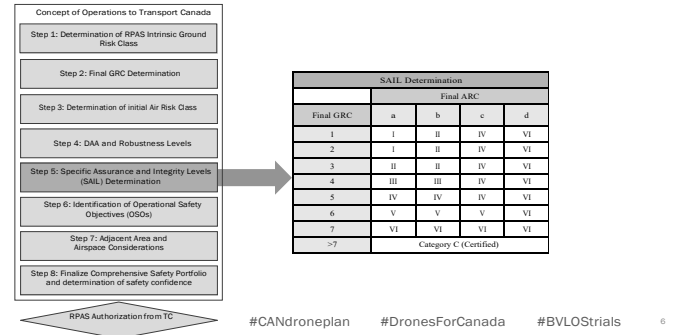 Concept of Operations to Transport Canada
Step 1: Determination of RPAS Intrinsic Ground
Risk Class
Step 2: Final GRC Determination
Step 3: Determination of initial Air Risk Class
Step 4: DAA and Robustness Levels
Step 5: Specific Assurance and Integrity Levels
(SAIL) Determination
Step 6: Identification of Operational Safety
Objectives (OSOs)
Step 7: Adjacent Area and
Airspace Considerations
Step 8: Finalize Comprehensive Safety Portfolio
and determination of safety confidence
RPAS Authorization from TC
SAIL Determination
Final ARC
Final GRC a b c d
1 I II IV VI
2 I II IV VI
3 II II IV VI
4 III III IV VI
5 IV IV IV VI
6 V V V VI
7 VI VI VI VI
>7 Category C (Certified)
#CANdroneplan #DronesForCanada #BVLOStrials 6